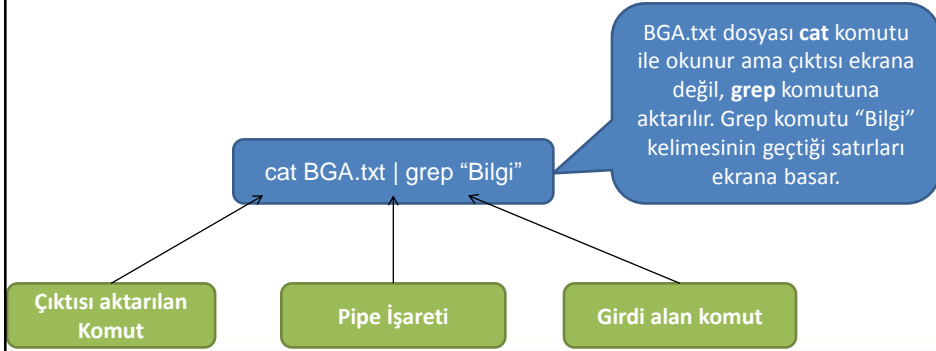 BGA.txt dosyası cat komutu
ile okunur ama çıktısı ekrana
değil, grep komutuna
aktarılır. Grep komutu “Bilgi”
kelimesinin geçtiği satırları
ekrana basar.
cat BGA.txt | grep “Bilgi”
Çıktısı aktarılan
Komut
Pipe İşareti
Girdi alan komut